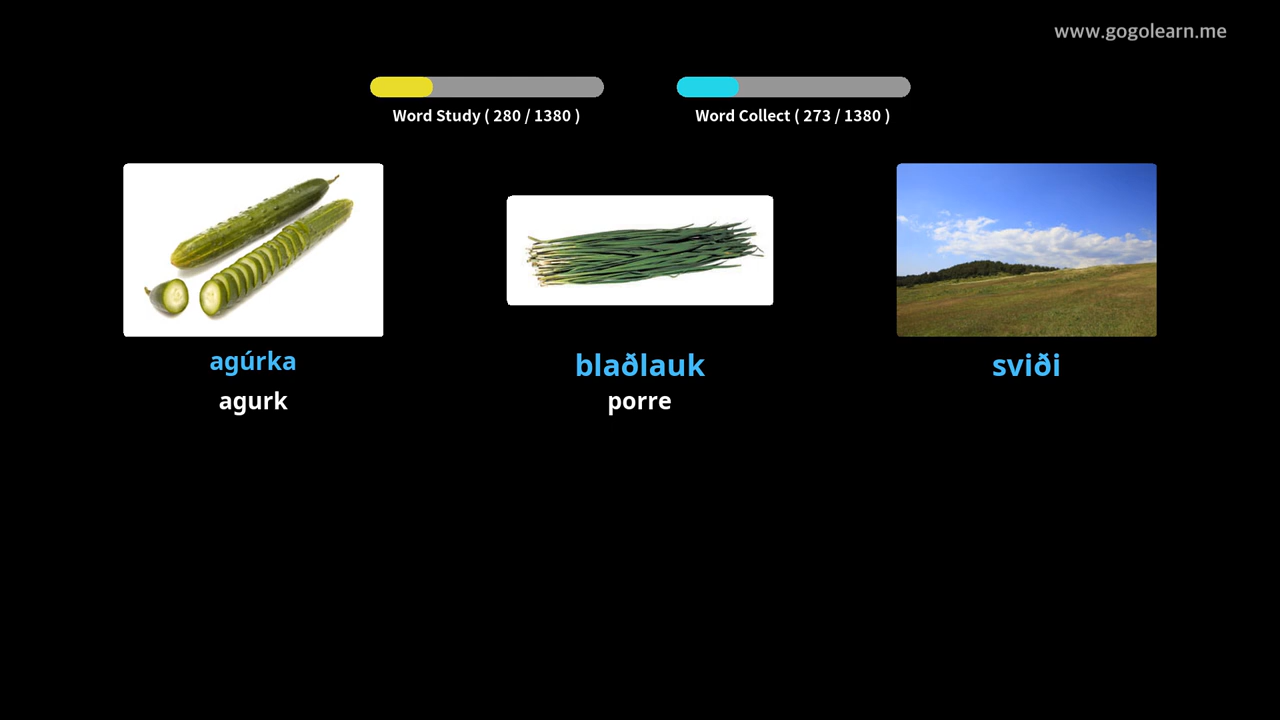 www.gogolearn.me
Word Study ( 280 / 1380 )
Word Collect ( 273 / 1380 )
agúrka
agurk
blaðlauk
porre
sviði